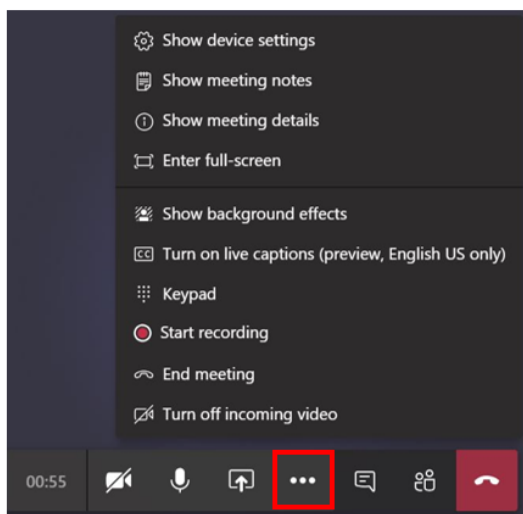 Show device settings
Show meeting notes
Show meeting details
Enter full-screen
Show background effects
CC Turn on live captions (preview, English US only)
Keypad
Start recording
End meeting
Turn off incoming video
00:55